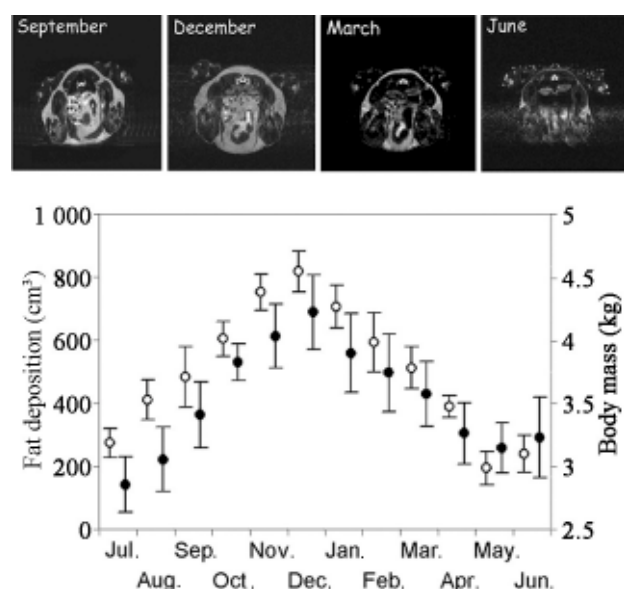 September
December
March
June
1 000
800
600
400
200
0
Fat deposition (cm³)
5
4.5
4
3.5
3
2.5
Body mass (kg)
Jul. Sep. Nov. Jan. Mar. May.
Aug. Oct. Dec. Feb. Apr. Jun.